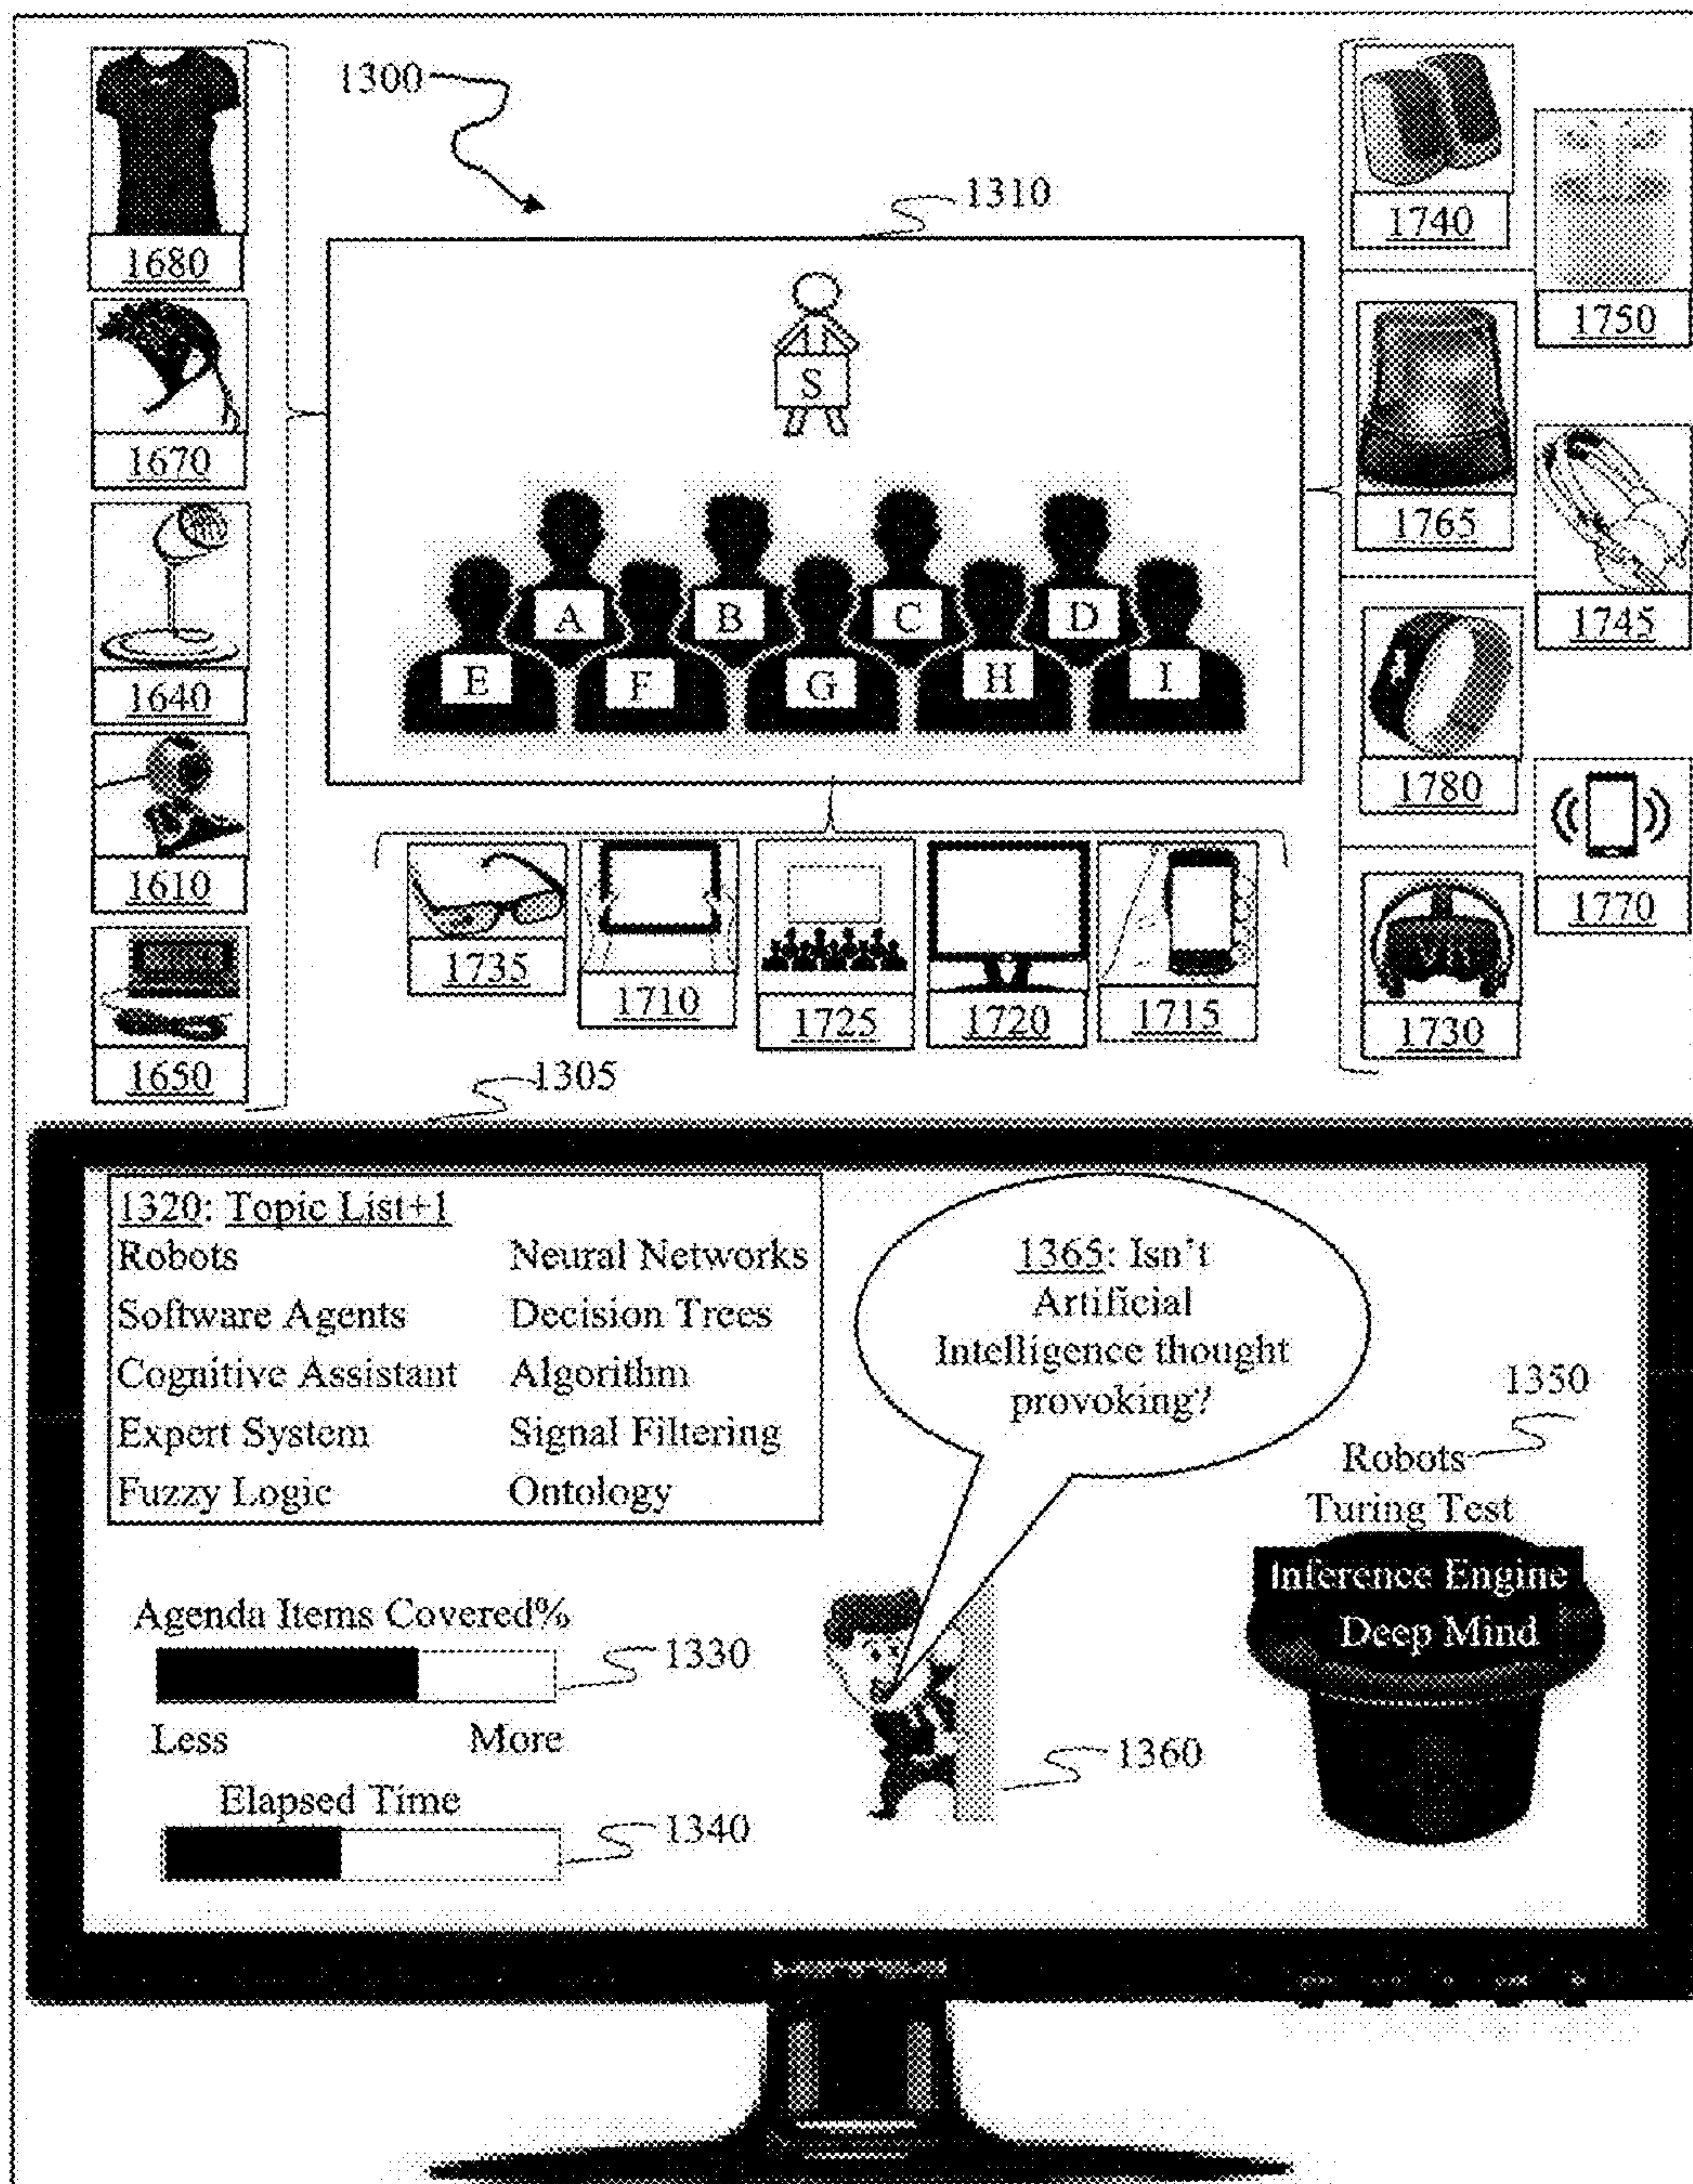 1300
1310
1680
1670
1640
1610
1650
S
A
B
C
D
E
F
G
H
I
1740
1750
1765
1745
1780
1770
1730
1735
1710
1725
1720
1715
1305
1320: Topic List+1
Robots
Neural Networks
Software Agents
Decision Trees
Cognitive Assistant
Algorithm
Expert System
Signal Filtering
Fuzzy Logic
Ontology
1365: Isn't
Artificial
Intelligence thought
provoking?
1350
Robots
Turing Test
Inference Engine
Deep Mind
Agenda Items Covered%
1330
Less
More
Elapsed Time
1340
1360